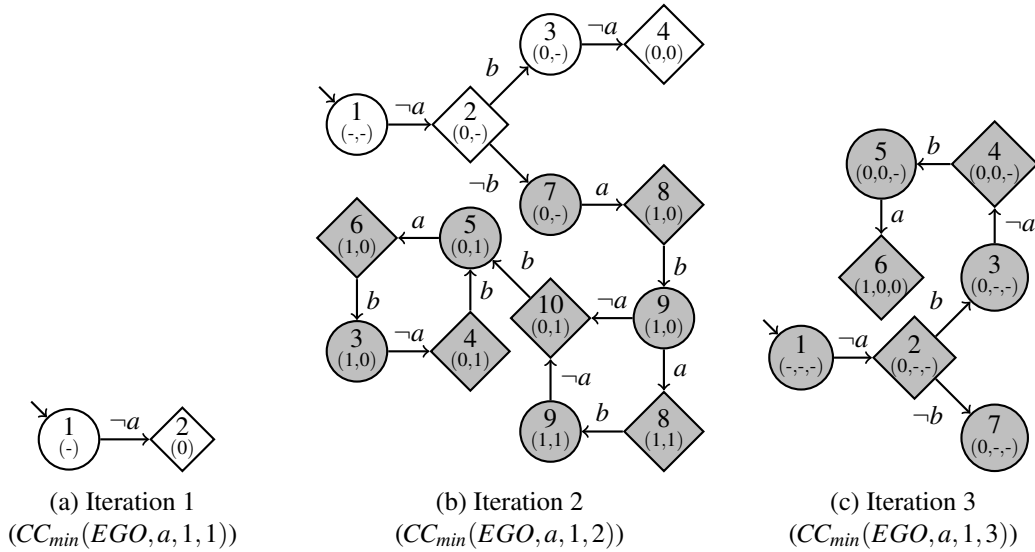 1
(-)
¬a
2
(0)
(a) Iteration 1
(CC_min(EGO,a,1,1))
1
(-,-)
¬a
2
(0,-)
b
3
(0,-)
¬a
4
(0,0)
¬b
7
(0,-)
a
8
(1,0)
b
9
(1,0)
¬a
10
(0,1)
b
5
(0,1)
a
6
(1,0)
b
3
(1,0)
¬a
4
(0,1)
b
a
8
(1,1)
b
9
(1,1)
¬a
(b) Iteration 2
(CC_min(EGO,a,1,2))
1
(-,-,-)
¬a
2
(0,-,-)
b
3
(0,-,-)
¬a
4
(0,0,-)
b
5
(0,0,-)
a
6
(1,0,0)
¬b
7
(0,-,-)
(c) Iteration 3
(CC_min(EGO,a,1,3))